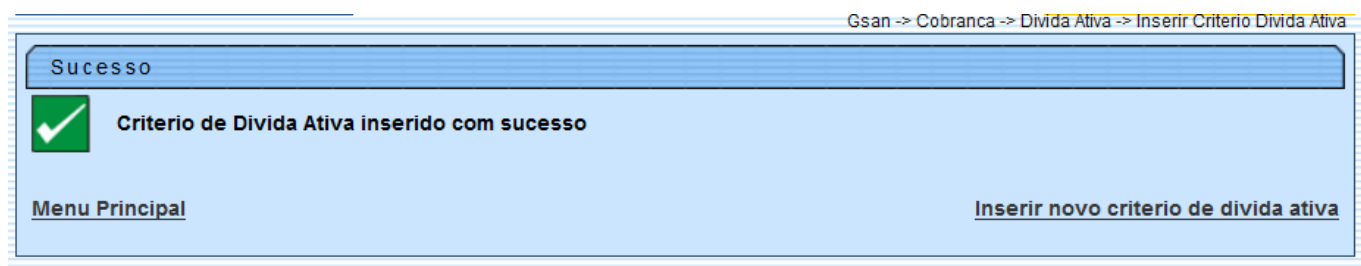 Gsan -> Cobranca -> Divida Ativa -> Inserir Criterio Divida Ativa
Sucesso
Criterio de Divida Ativa inserido com sucesso
Menu Principal
Inserir novo criterio de divida ativa